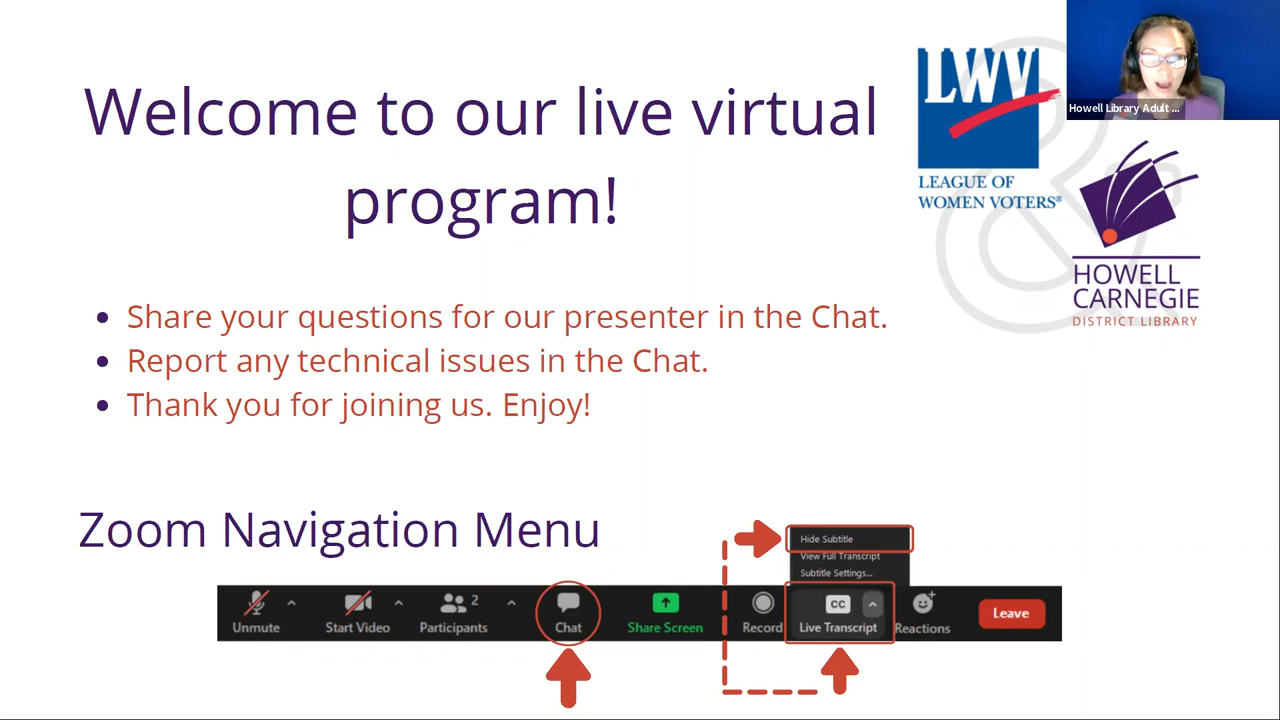 Welcome to our live virtual
program!
LWV
LEAGUE OF
WOMEN VOTERS®
Howell Library Adult ...
HOWELL
CARNEGIE
DISTRICT LIBRARY
&
• Share your questions for our presenter in the Chat.
• Report any technical issues in the Chat.
• Thank you for joining us. Enjoy!
Zoom Navigation Menu
Hide Subtitle
View Full Transcript
Subtitle Settings...
2
CC
Unmute
Start Video
Participants
Chat
Share Screen
Record
Live Transcript
Reactions
Leave